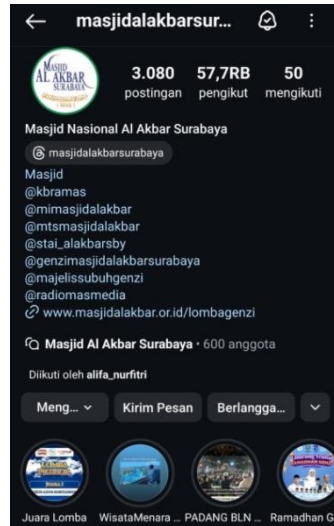 masjidalakbarsur...
MASJID
AL AKBAR
SURABAYA
3.080 57,7RB 50
postingan pengikut mengikuti
Masjid Nasional Al Akbar Surabaya
masjidalakbarsurabaya
Masjid
@kbramas
@mimasjidalakbar
@mtsmasjidalakbar
@stai_alakbarsby
@genzimasjidalakbarsurabaya
@majelissubuhgenzi
@radiomasmedia
www.masjidalakbar.or.id/lombagenzi
Masjid Al Akbar Surabaya • 600 anggota
Diikuti oleh alifa_nurfitri
Meng... Kirim Pesan Berlangga...
Juara Lomba WisataMenara ... PADANG BLN ... Ramadhan